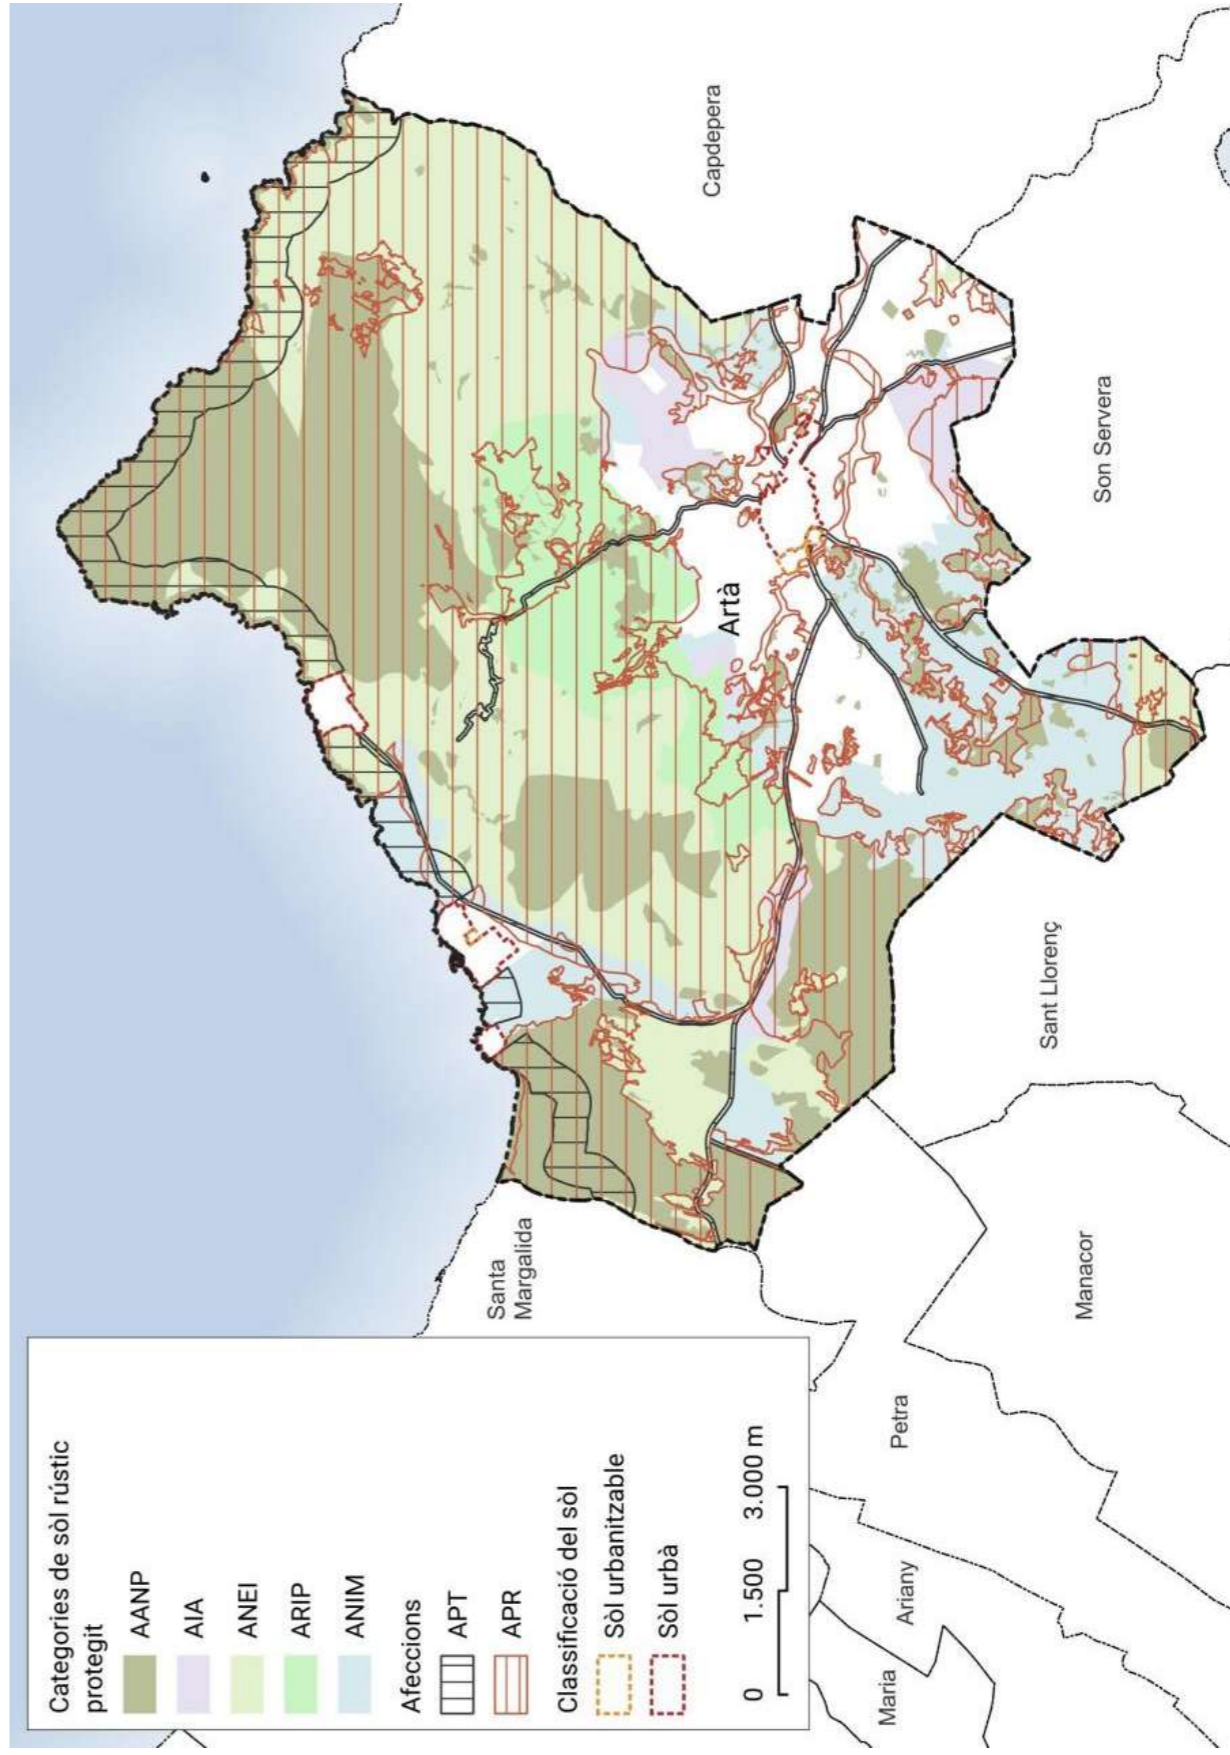 Capdepera
Artà
Son Servera
Santa
Margalida
Sant Llorenç
Manacor
Petra
Ariany
Maria
Categories de sòl rústic
protegit
AANP
AIA
ANEI
ARIP
ANIM
Afeccions
APT
APR
Classificació del sòl
Sòl urbanitzable
Sòl urbà
0 1.500 3.000 m